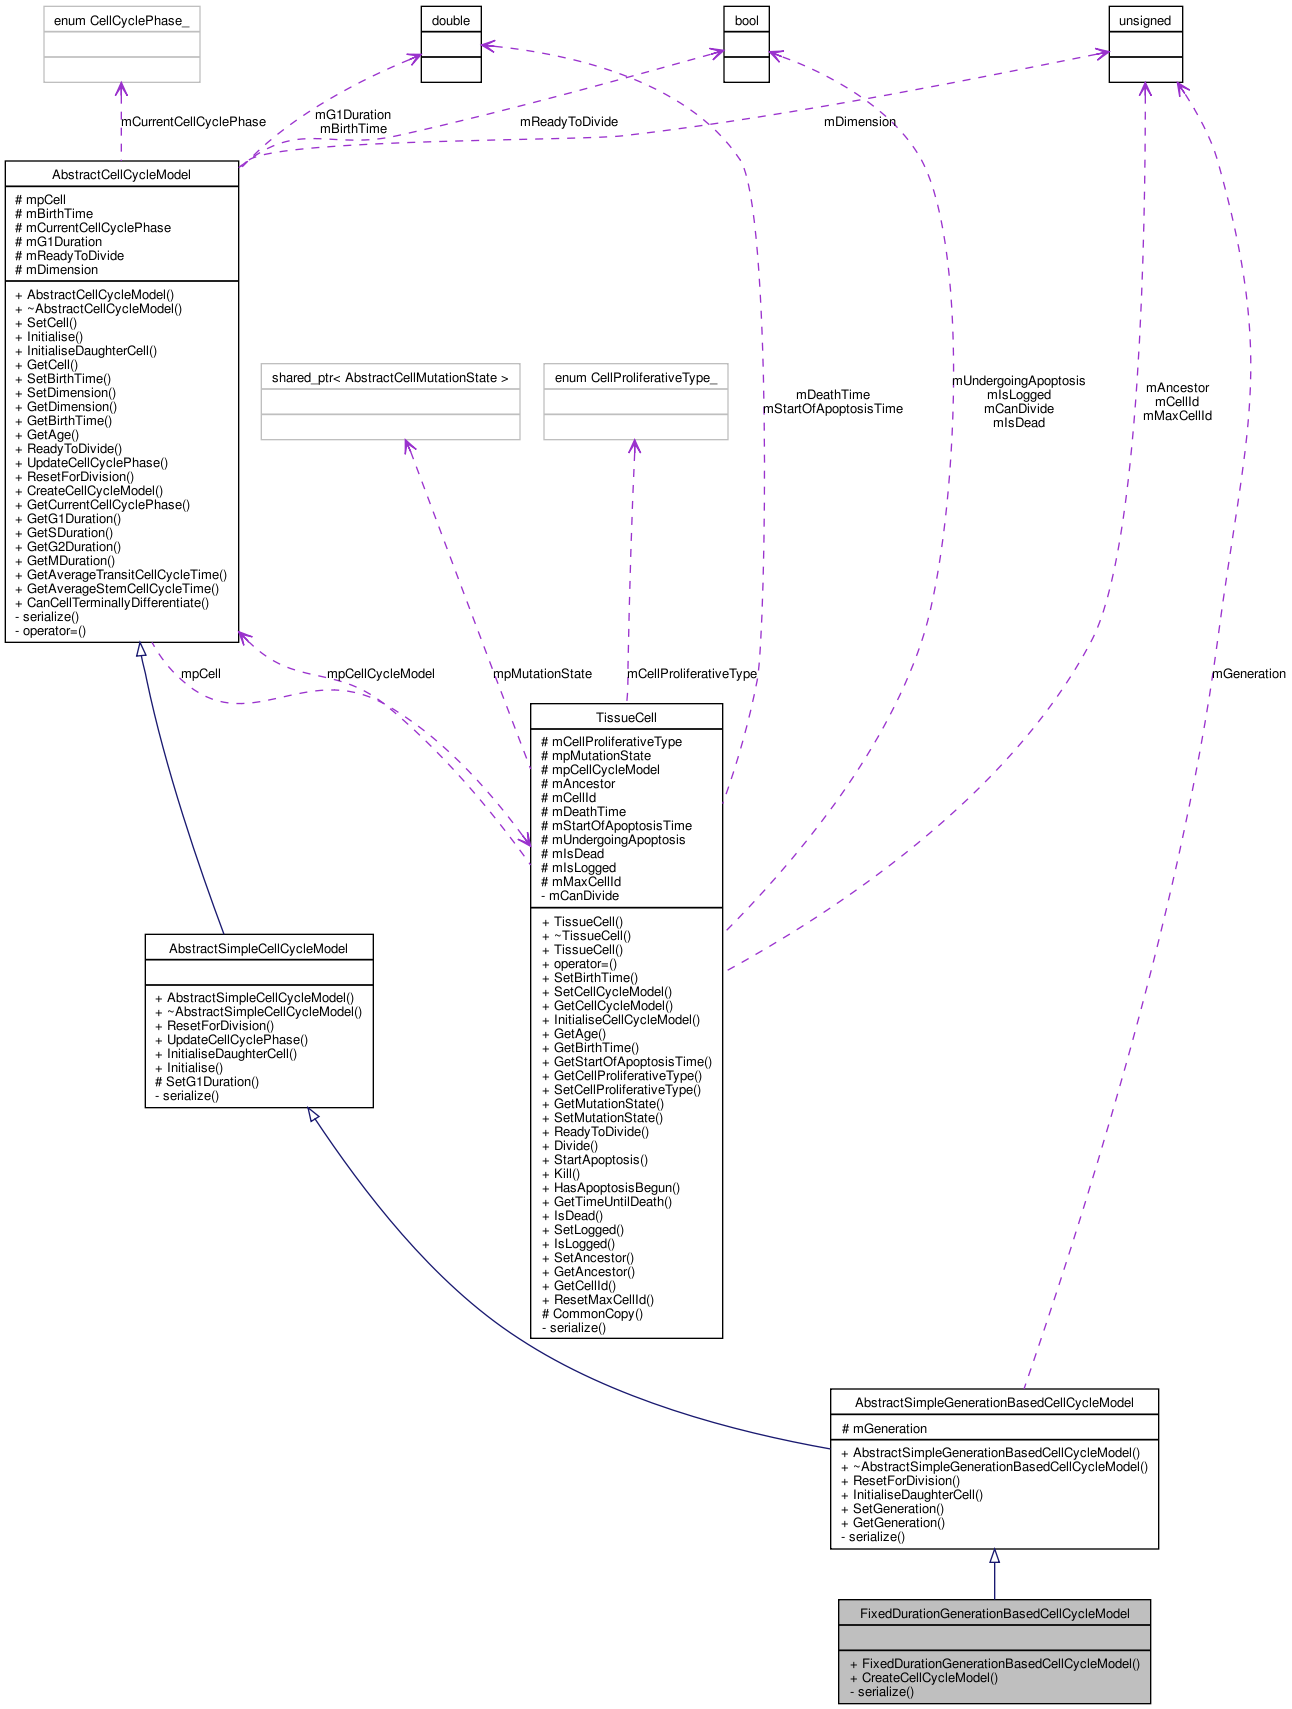 enum CellCyclePhase_
double
bool
unsigned
mCurrentCellCyclePhase
mG1Duration
mBirthTime
mReadyToDivide
mDimension
AbstractCellCycleModel
# mpCell
# mBirthTime
# mCurrentCellCyclePhase
# mG1Duration
# mReadyToDivide
# mDimension
+ AbstractCellCycleModel()
+ ~AbstractCellCycleModel()
+ SetCell()
+ Initialise()
+ InitialiseDaughterCell()
+ GetCell()
+ SetBirthTime()
+ SetDimension()
+ GetDimension()
+ GetBirthTime()
+ GetAge()
+ ReadyToDivide()
+ UpdateCellCyclePhase()
+ ResetForDivision()
+ CreateCellCycleModel()
+ GetCurrentCellCyclePhase()
+ GetG1Duration()
+ GetSDuration()
+ GetG2Duration()
+ GetMDuration()
+ GetAverageTransitCellCycleTime()
+ GetAverageStemCellCycleTime()
+ CanCellTerminallyDifferentiate()
- serialize()
- operator=()
shared_ptr< AbstractCellMutationState >
enum CellProliferativeType_
mDeathTime
mStartOfApoptosisTime
mUndergoingApoptosis
mIsLogged
mCanDivide
mIsDead
mAncestor
mCellId
mMaxCellId
mpCell
mpCellCycleModel
mpMutationState
mCellProliferativeType
mGeneration
TissueCell
# mCellProliferativeType
# mpMutationState
# mpCellCycleModel
# mAncestor
# mCellId
# mDeathTime
# mStartOfApoptosisTime
# mUndergoingApoptosis
# mIsDead
# mIsLogged
# mMaxCellId
- mCanDivide
+ TissueCell()
+ ~TissueCell()
+ TissueCell()
+ operator=()
+ SetBirthTime()
+ SetCellCycleModel()
+ GetCellCycleModel()
+ InitialiseCellCycleModel()
+ GetAge()
+ GetBirthTime()
+ GetStartOfApoptosisTime()
+ GetCellProliferativeType()
+ SetCellProliferativeType()
+ GetMutationState()
+ SetMutationState()
+ ReadyToDivide()
+ Divide()
+ StartApoptosis()
+ Kill()
+ HasApoptosisBegun()
+ GetTimeUntilDeath()
+ IsDead()
+ SetLogged()
+ IsLogged()
+ SetAncestor()
+ GetAncestor()
+ GetCellId()
+ ResetMaxCellId()
# CommonCopy()
- serialize()
AbstractSimpleCellCycleModel
+ AbstractSimpleCellCycleModel()
+ ~AbstractSimpleCellCycleModel()
+ ResetForDivision()
+ UpdateCellCyclePhase()
+ InitialiseDaughterCell()
+ Initialise()
# SetG1Duration()
- serialize()
AbstractSimpleGenerationBasedCellCycleModel
# mGeneration
+ AbstractSimpleGenerationBasedCellCycleModel()
+ ~AbstractSimpleGenerationBasedCellCycleModel()
+ ResetForDivision()
+ InitialiseDaughterCell()
+ SetGeneration()
+ GetGeneration()
- serialize()
FixedDurationGenerationBasedCellCycleModel
+ FixedDurationGenerationBasedCellCycleModel()
+ CreateCellCycleModel()
- serialize()